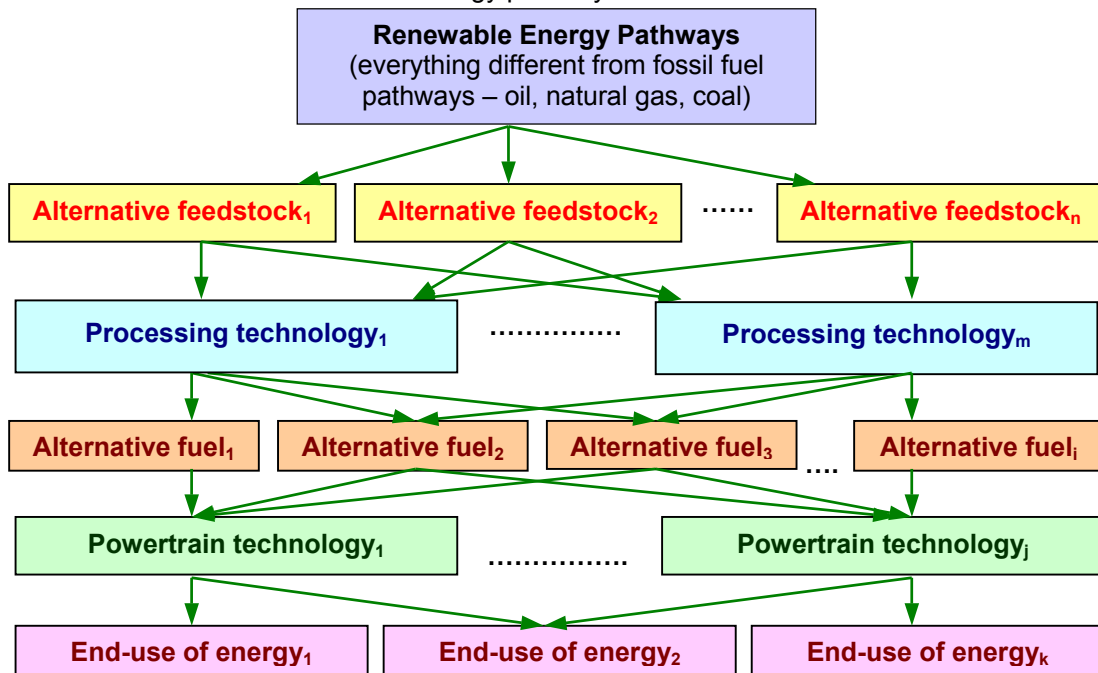 Renewable Energy Pathways
(everything different from fossil fuel
pathways – oil, natural gas, coal)
Alternative feedstock₁ Alternative feedstock₂ ...... Alternative feedstockₙ
Processing technology₁ ............... Processing technologyₘ
Alternative fuel₁ Alternative fuel₂ Alternative fuel₃ .... Alternative fuelᵢ
Powertrain technology₁ ................ Powertrain technologyⱼ
End-use of energy₁ End-use of energy₂ End-use of energyₖ